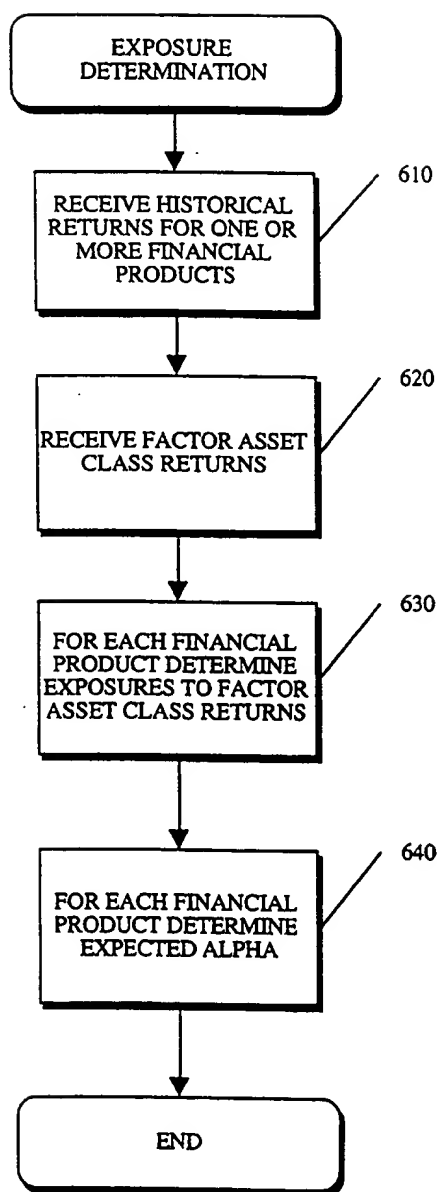 EXPOSURE
DETERMINATION
610
RECEIVE HISTORICAL
RETURNS FOR ONE OR
MORE FINANCIAL
PRODUCTS
620
RECEIVE FACTOR ASSET
CLASS RETURNS
630
FOR EACH FINANCIAL
PRODUCT DETERMINE
EXPOSURES TO FACTOR
ASSET CLASS RETURNS
640
FOR EACH FINANCIAL
PRODUCT DETERMINE
EXPECTED ALPHA
END